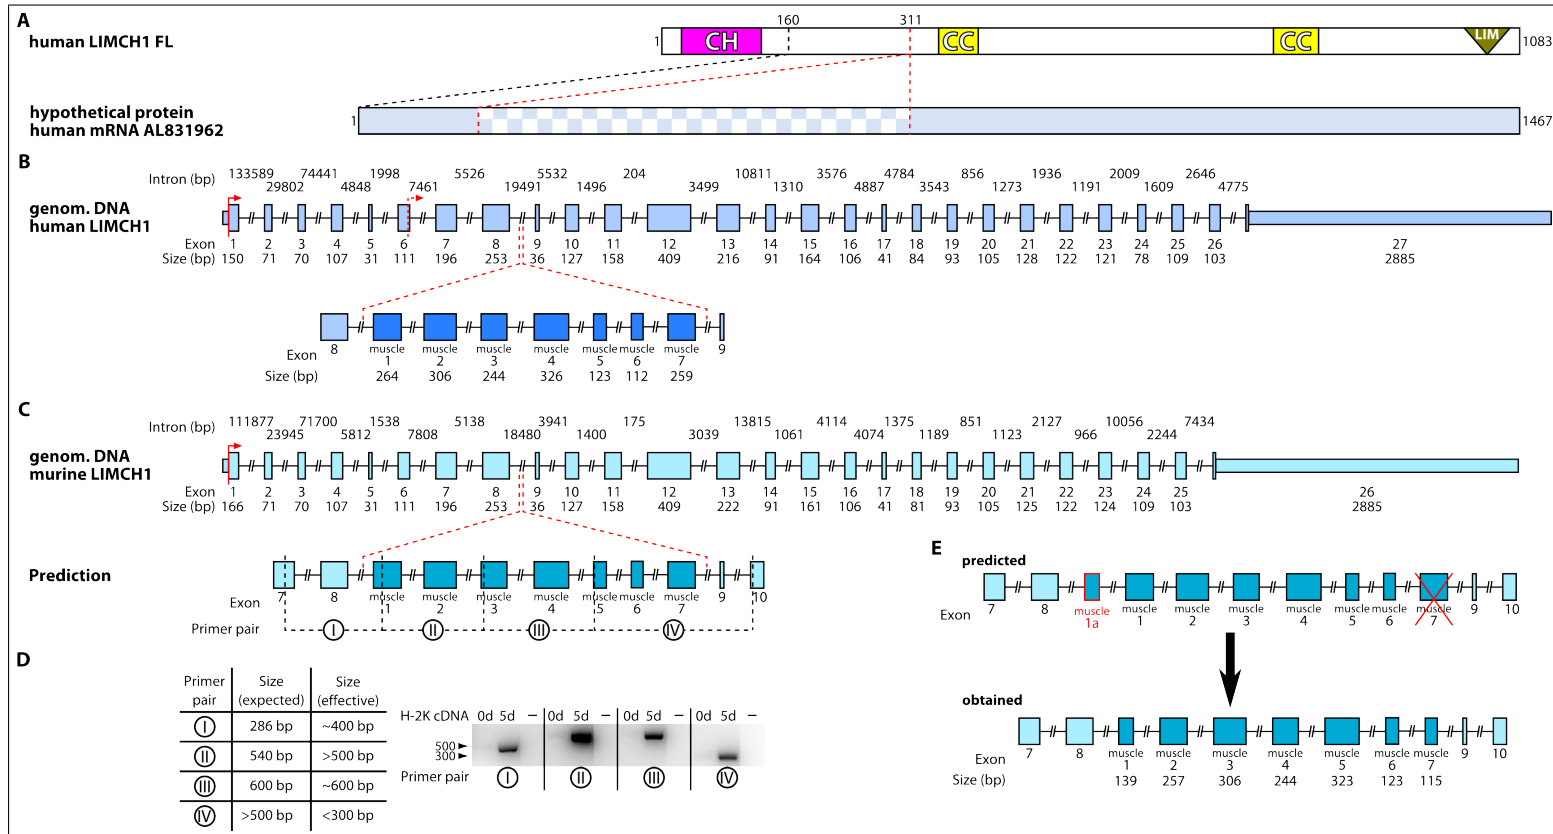 A
160 311
human LIMCH1 FL 1 CH CC CC LIM 1083
hypothetical protein
human mRNA AL831962 1 1467
B
Intron (bp) 133589 29802 74441 4848 1998 7461 5526 19491 5532 1496 204 3499 10811 1310 3576 4887 4784 3543 856 1273 1936 1191 2009 1609 2646 4775
genom. DNA
human LIMCH1
Exon 1 2 3 4 5 6 7 8 9 10 11 12 13 14 15 16 17 18 19 20 21 22 23 24 25 26 27
Size (bp) 150 71 70 107 31 111 196 253 36 127 158 409 216 91 164 106 41 84 93 105 128 122 121 78 109 103 2885
8 muscle muscle muscle muscle muscle muscle muscle 9
Exon 1 2 3 4 5 6 7
Size (bp) 264 306 244 326 123 112 259
C
Intron (bp) 111877 23945 71700 5812 1538 7808 5138 18480 3941 1400 175 3039 13815 1061 4114 4074 1375 1189 851 1123 2127 966 10056 2244 7434
genom. DNA
murine LIMCH1
Exon 1 2 3 4 5 6 7 8 9 10 11 12 13 14 15 16 17 18 19 20 21 22 23 24 25 26
Size (bp) 166 71 70 107 31 111 196 253 36 127 158 409 222 91 161 106 41 81 93 105 125 122 124 109 103 2885
Prediction
7 8 muscle muscle muscle muscle muscle muscle muscle 9 10
Exon 1 2 3 4 5 6 7
Primer pair I II III IV
D
Primer pair Size (expected) Size (effective)
I 286 bp ~400 bp
II 540 bp >500 bp
III 600 bp ~600 bp
IV >500 bp <300 bp
H-2K cDNA 0d 5d – 0d 5d – 0d 5d – 0d 5d –
500
300
Primer pair I II III IV
E
predicted
7 8 muscle muscle muscle muscle muscle muscle muscle muscle 9 10
Exon 1a 1 2 3 4 5 6 7
obtained
7 8 muscle muscle muscle muscle muscle muscle muscle 9 10
Exon 1 2 3 4 5 6 7
Size (bp) 139 257 306 244 323 123 115